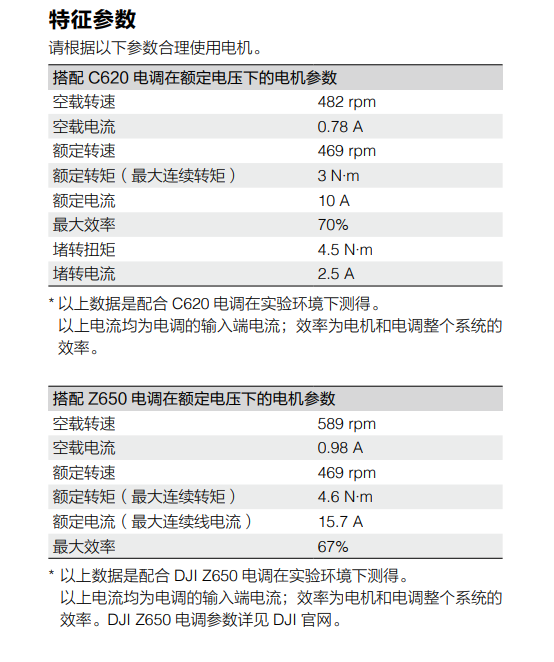 特征参数
请根据以下参数合理使用电机。
搭配 C620 电调在额定电压下的电机参数
空载转速 482 rpm
空载电流 0.78 A
额定转速 469 rpm
额定转矩（最大连续转矩） 3 N·m
额定电流 10 A
最大效率 70%
堵转扭矩 4.5 N·m
堵转电流 2.5 A
* 以上数据是配合 C620 电调在实验环境下测得。
以上电流均为电调的输入端电流；效率为电机和电调整个系统的
效率。
搭配 Z650 电调在额定电压下的电机参数
空载转速 589 rpm
空载电流 0.98 A
额定转速 469 rpm
额定转矩（最大连续转矩） 4.6 N·m
额定电流（最大连续线电流） 15.7 A
最大效率 67%
* 以上数据是配合 DJI Z650 电调在实验环境下测得。
以上电流均为电调的输入端电流；效率为电机和电调整个系统的
效率。DJI Z650 电调参数详见 DJI 官网。